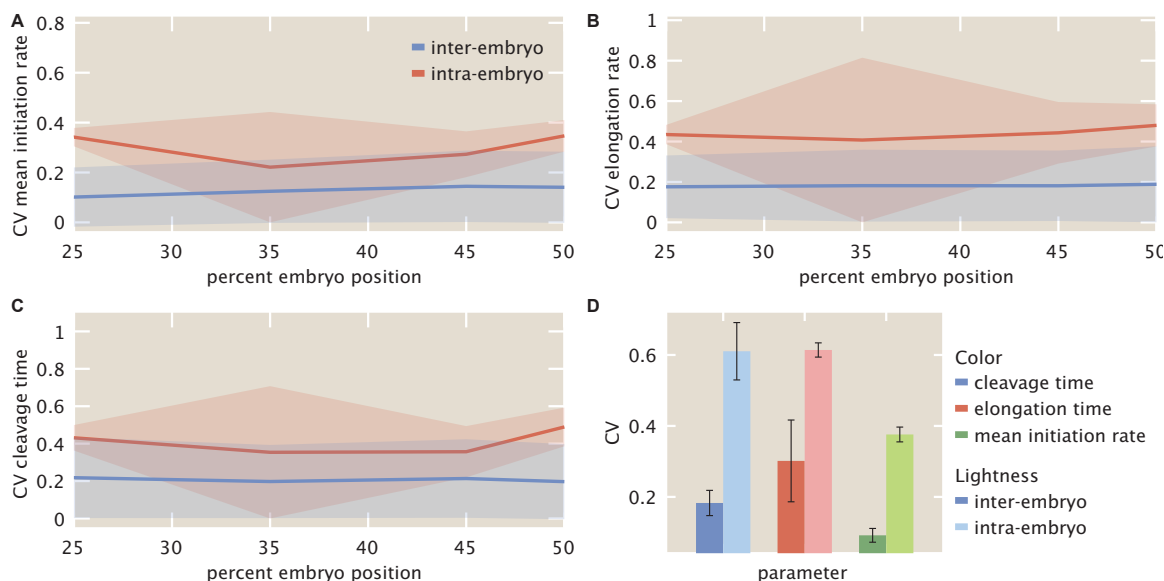 A
CV mean initiation rate
0.8
0.6
0.4
0.2
0
inter-embryo
intra-embryo
25 30 35 40 45 50
percent embryo position
B
CV elongation rate
1
0.8
0.6
0.4
0.2
0
25 30 35 40 45 50
percent embryo position
C
CV cleavage time
1
0.8
0.6
0.4
0.2
0
25 30 35 40 45 50
percent embryo position
D
CV
0.6
0.4
0.2
parameter
Color
cleavage time
elongation time
mean initiation rate
Lightness
inter-embryo
intra-embryo